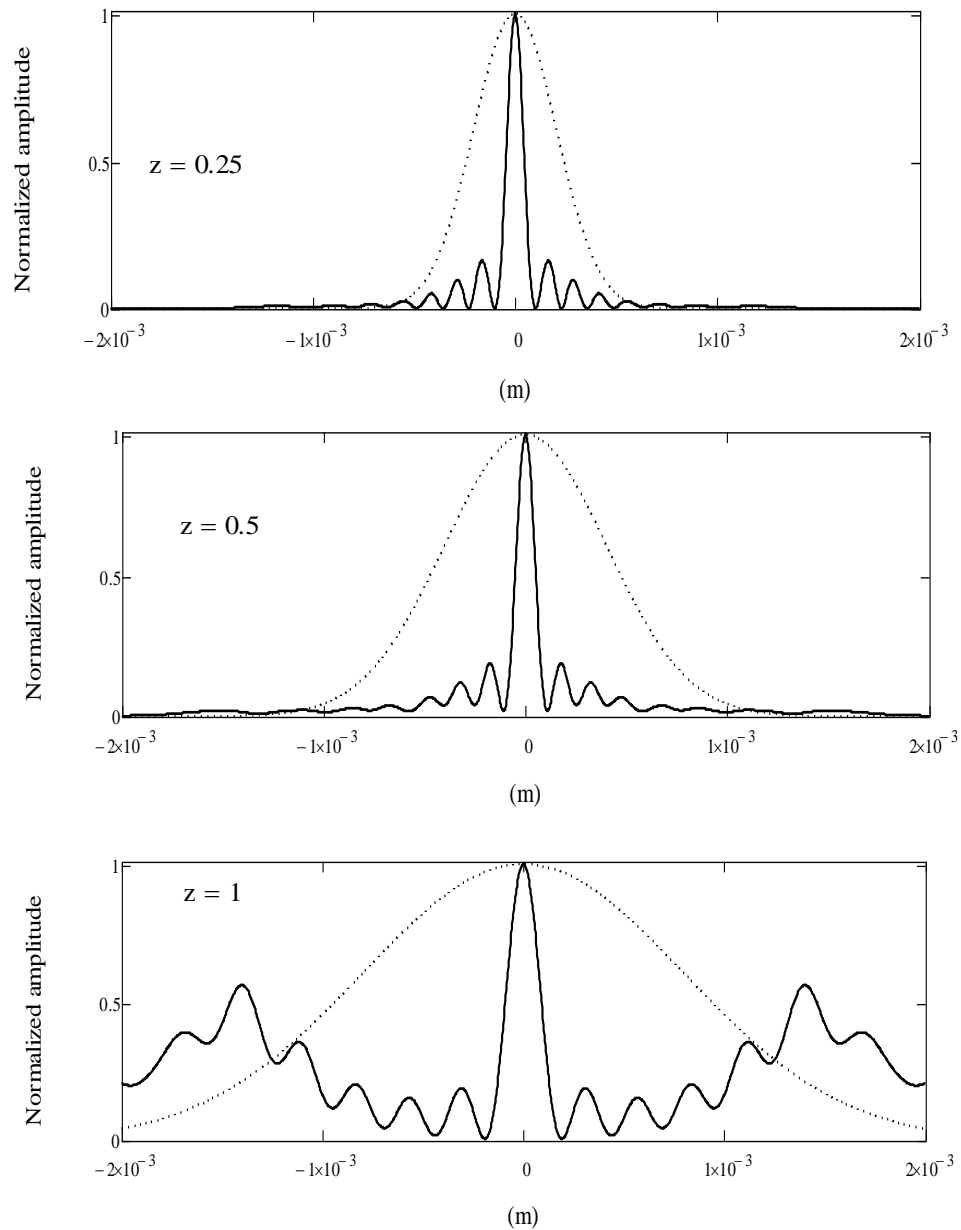 Normalized amplitude
1
0.5
0
z = 0.25
−2×10⁻³ −1×10⁻³ 0 1×10⁻³ 2×10⁻³
(m)
Normalized amplitude
1
0.5
0
z = 0.5
−2×10⁻³ −1×10⁻³ 0 1×10⁻³ 2×10⁻³
(m)
Normalized amplitude
1
0.5
0
z = 1
−2×10⁻³ −1×10⁻³ 0 1×10⁻³ 2×10⁻³
(m)